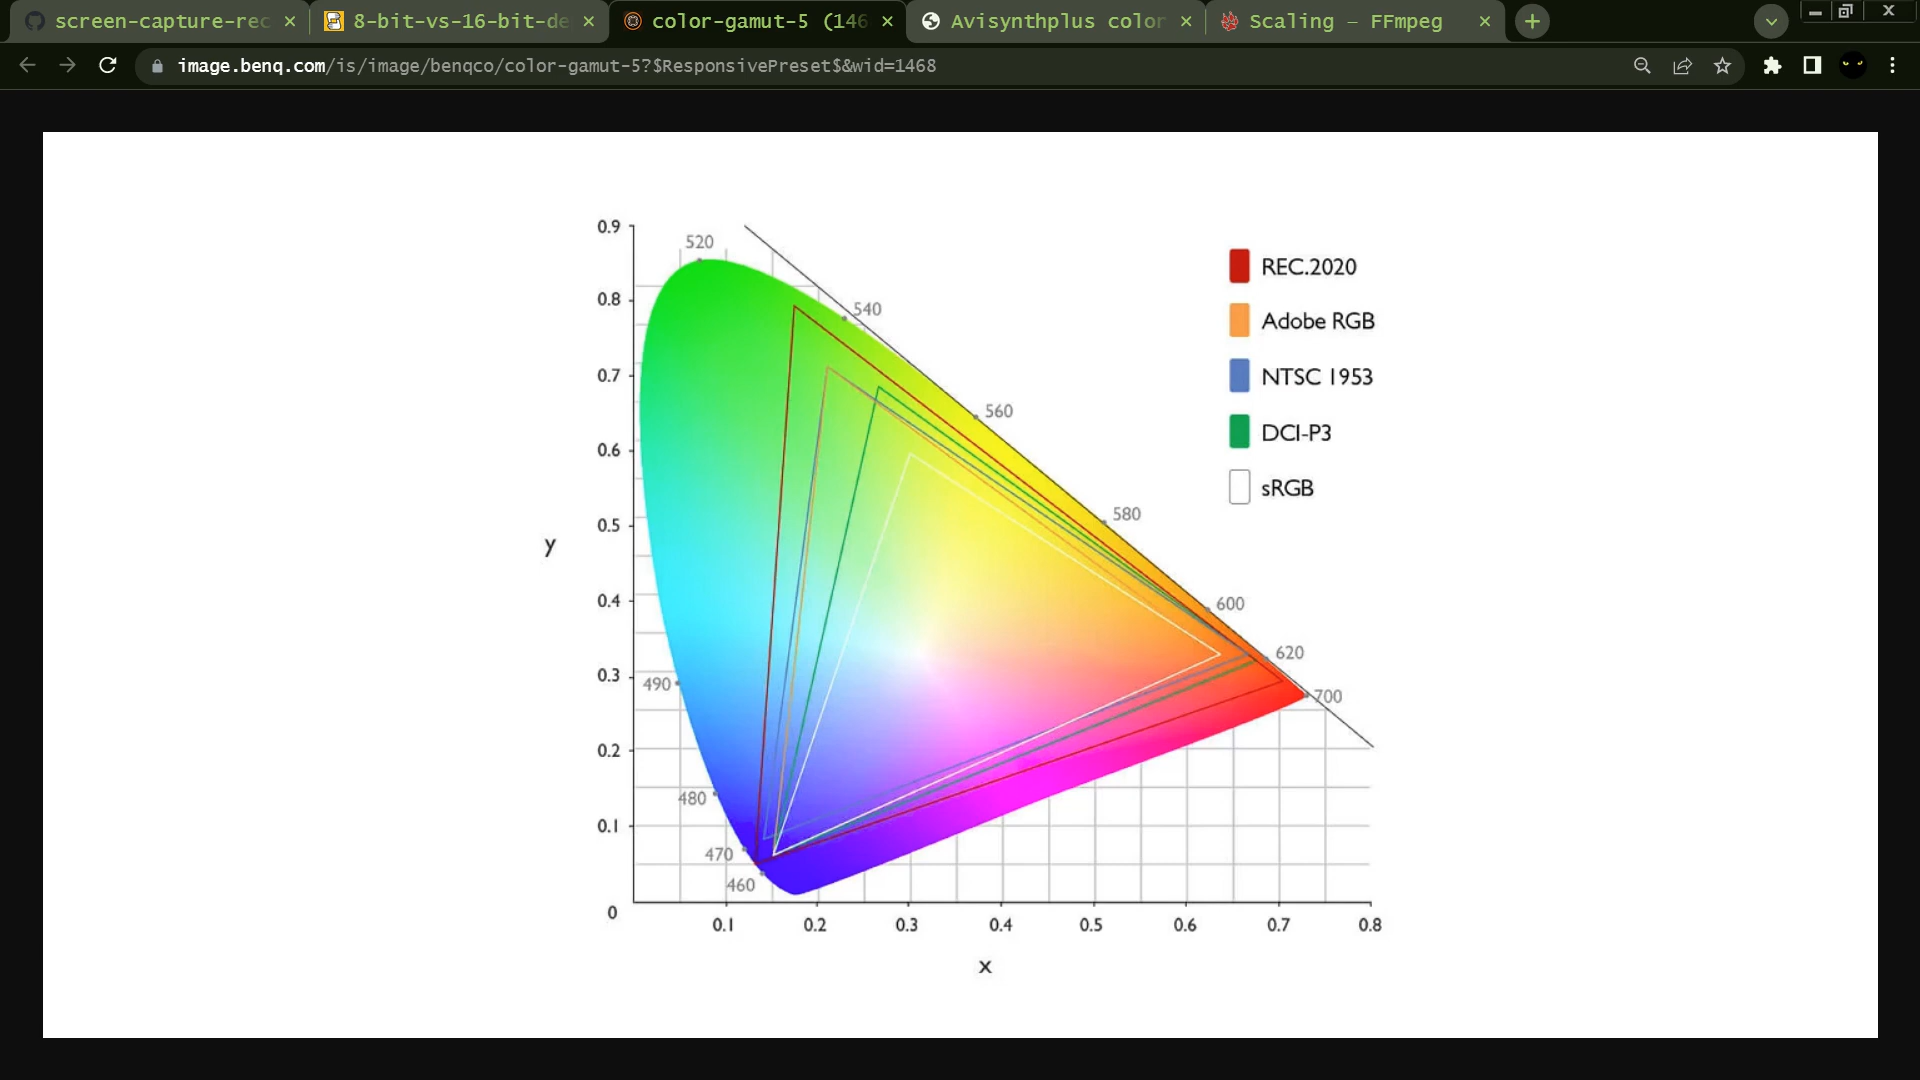 screen-capture-rec
8-bit-vs-16-bit-de
color-gamut-5 (146
Avisynthplus color
Scaling – FFmpeg
image.benq.com/is/image/benqco/color-gamut-5?$ResponsivePreset$&wid=1468
0.9
520
0.8
540
0.7
560
0.6
580
0.5
y
0.4
600
620
0.3
490
700
0.2
480
0.1
470
460
0
0.1 0.2 0.3 0.4 0.5 0.6 0.7 0.8
x
REC.2020
Adobe RGB
NTSC 1953
DCI-P3
sRGB